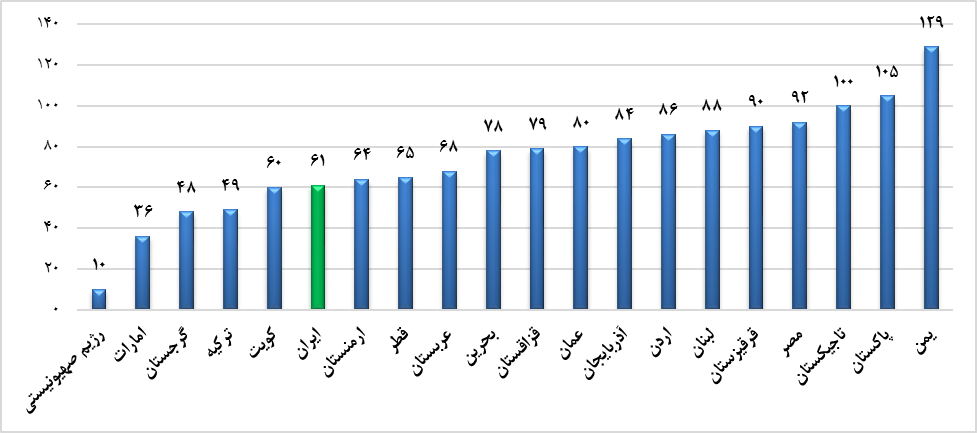 ۱۴۰
۱۲۰
۱۰۰
۸۰
۶۰
۴۰
۲۰
۰
۱۰
۳۶
۴۸
۴۹
۶۰
۶۱
۶۴
۶۵
۶۸
۷۸
۷۹
۸۰
۸۴
۸۶
۸۸
۹۰
۹۲
۱۰۰
۱۰۵
۱۲۹
رژیم صهیونیستی
امارات
گرجستان
ترکیه
کویت
ایران
ارمنستان
قطر
عربستان
بحرین
قزاقستان
عمان
آذربایجان
اردن
لبنان
قرقیزستان
مصر
تاجیکستان
پاکستان
یمن